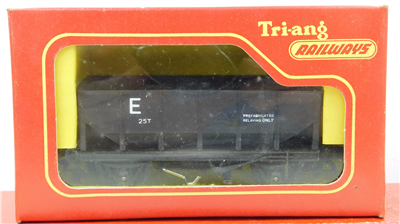 Tri-ang
RAILWAYS
E
25T
PREFABRICATED
RELAYING ONLY